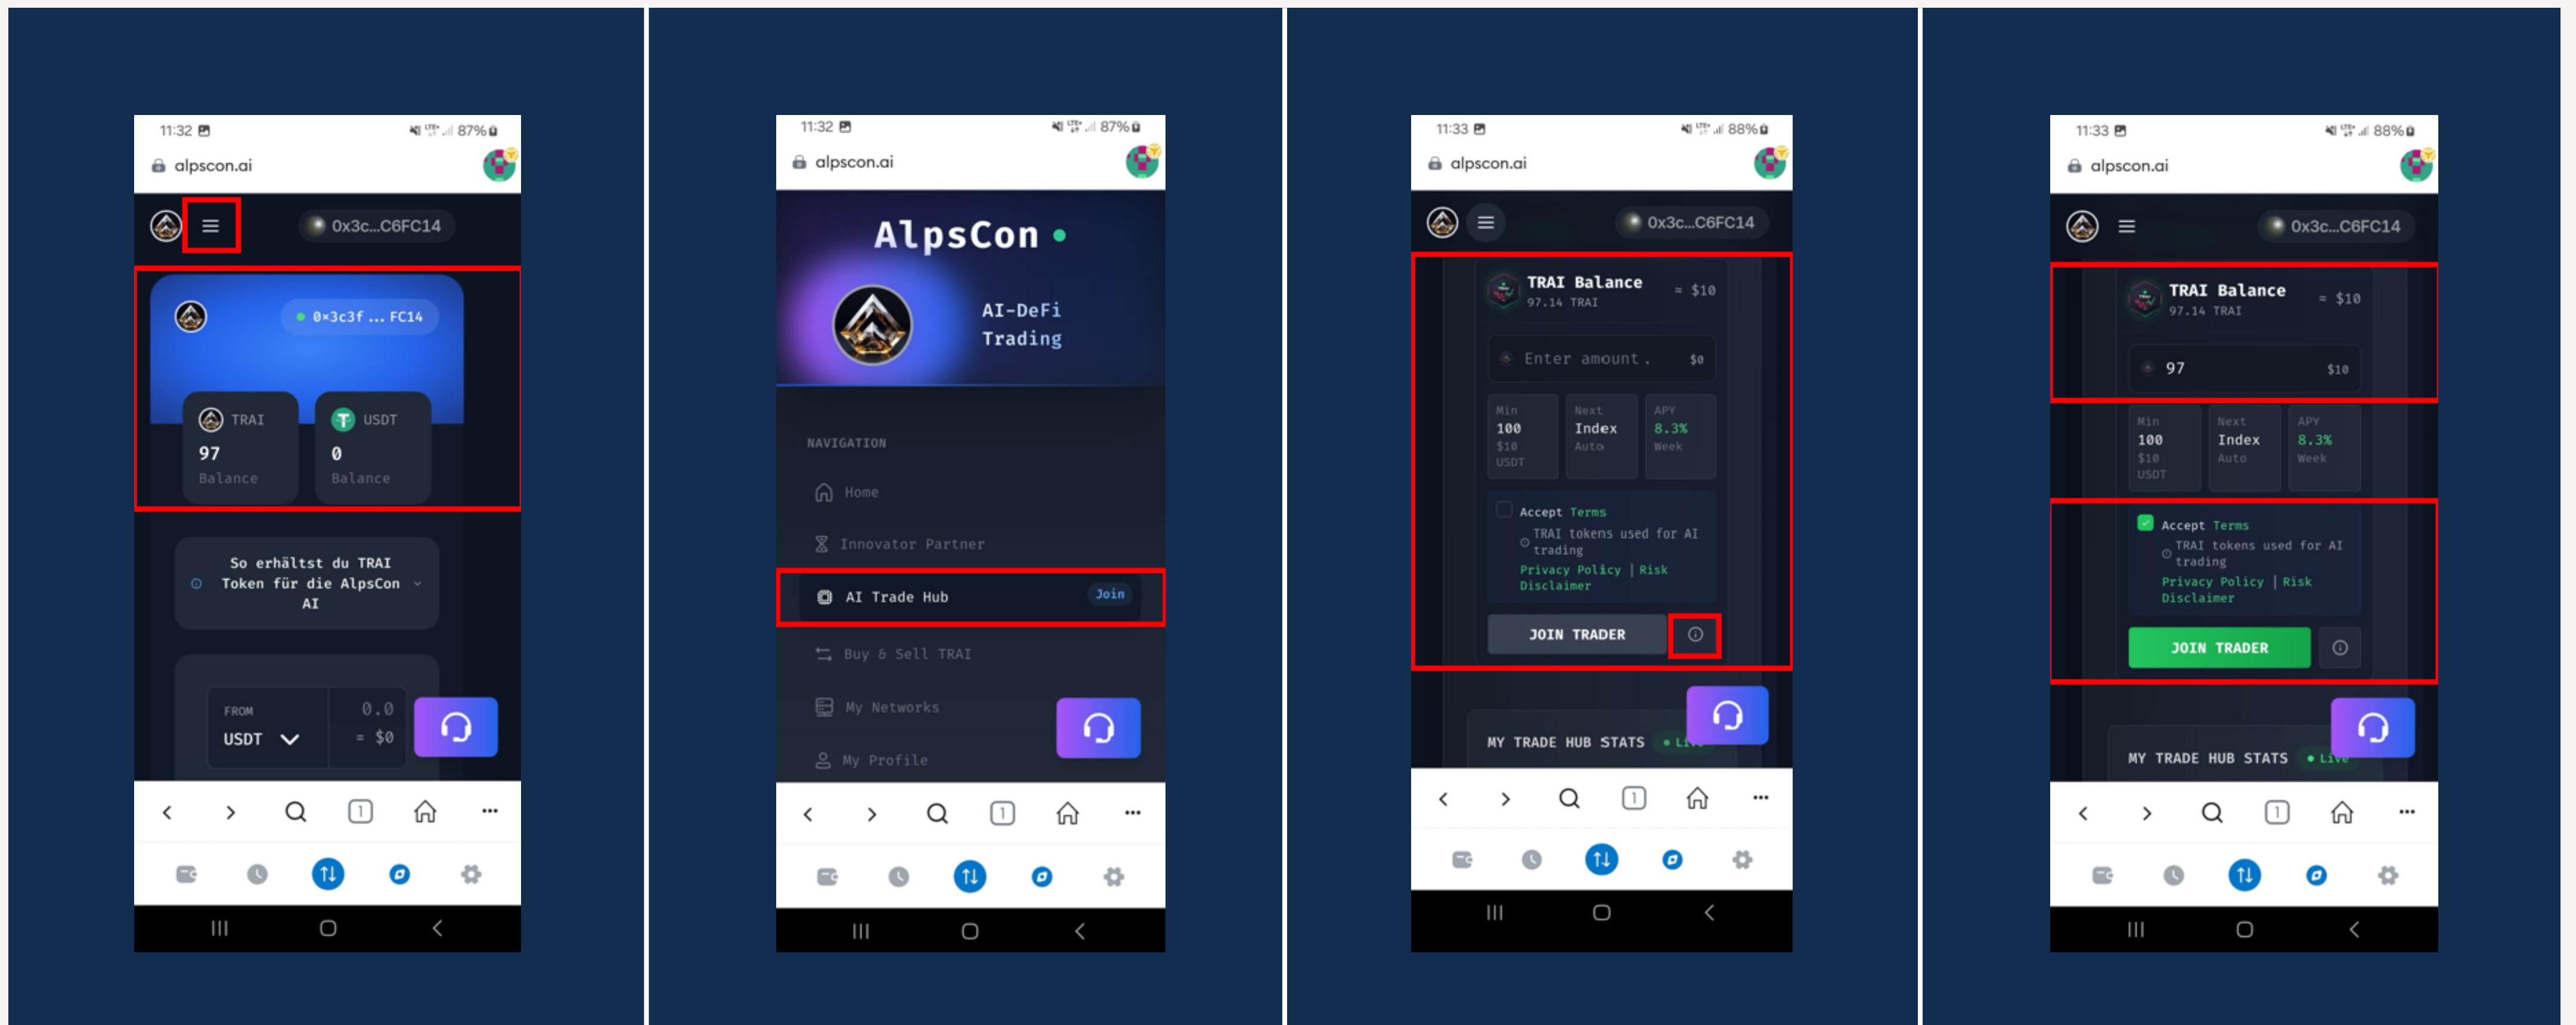 11:32
87%
alpscon.ai
0x3c...C6FC14
0×3c3f ... FC14
TRAI
97
Balance
USDT
0
Balance
So erhältst du TRAI
Token für die AlpsCon
AI
FROM
USDT
0.0
= $0
1
11:32
87%
alpscon.ai
AlpsCon
AI-DeFi
Trading
NAVIGATION
Home
Innovator Partner
AI Trade Hub
Join
Buy & Sell TRAI
My Networks
My Profile
1
11:33
88%
alpscon.ai
0x3c...C6FC14
TRAI Balance
97.14 TRAI
≈ $10
Enter amount.
$0
Min
100
$10
USDT
Next
Index
Auto
APY
8.3%
Week
Accept Terms
TRAI tokens used for AI
trading
Privacy Policy | Risk
Disclaimer
JOIN TRADER
MY TRADE HUB STATS
1
11:33
88%
alpscon.ai
0x3c...C6FC14
TRAI Balance
97.14 TRAI
≈ $10
97
$10
Min
100
$10
USDT
Next
Index
Auto
APY
8.3%
Week
Accept Terms
TRAI tokens used for AI
trading
Privacy Policy | Risk
Disclaimer
JOIN TRADER
MY TRADE HUB STATS
Live
1